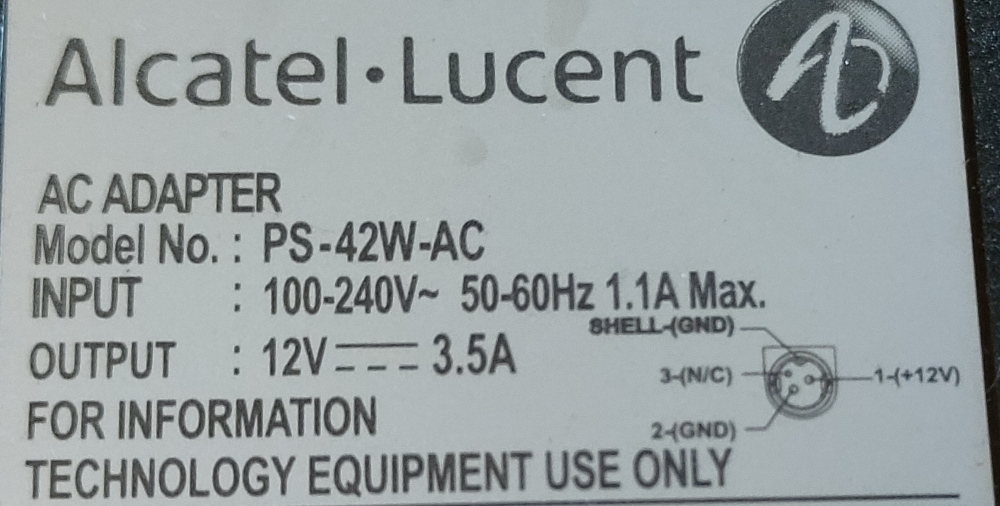 Alcatel·Lucent
AC ADAPTER
Model No. : PS-42W-AC
INPUT : 100-240V~ 50-60Hz 1.1A Max.
SHELL-(GND)
OUTPUT : 12V⎓3.5A
3-(N/C)
1-(+12V)
2-(GND)
FOR INFORMATION
TECHNOLOGY EQUIPMENT USE ONLY